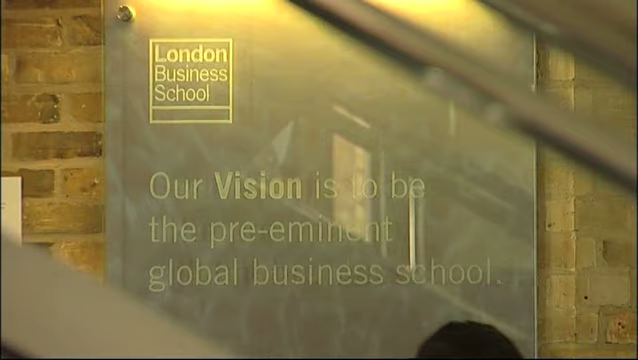 London
Business
School
Our Vision is to be
the pre-eminent
global business school.